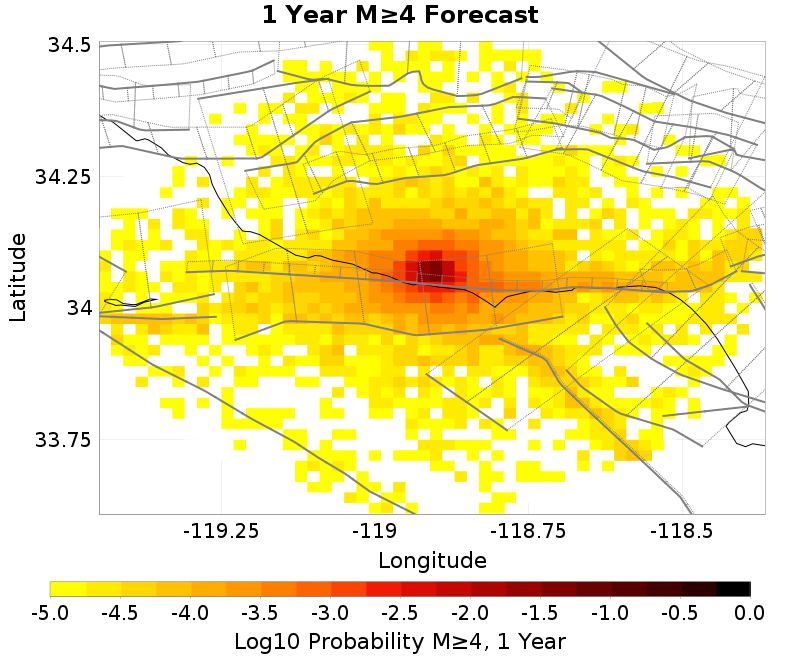 1 Year M≥4 Forecast
34.5
34.25
34
33.75
Latitude
-119.25 -119 -118.75 -118.5
Longitude
-5.0 -4.5 -4.0 -3.5 -3.0 -2.5 -2.0 -1.5 -1.0 -0.5 0.0
Log10 Probability M≥4, 1 Year